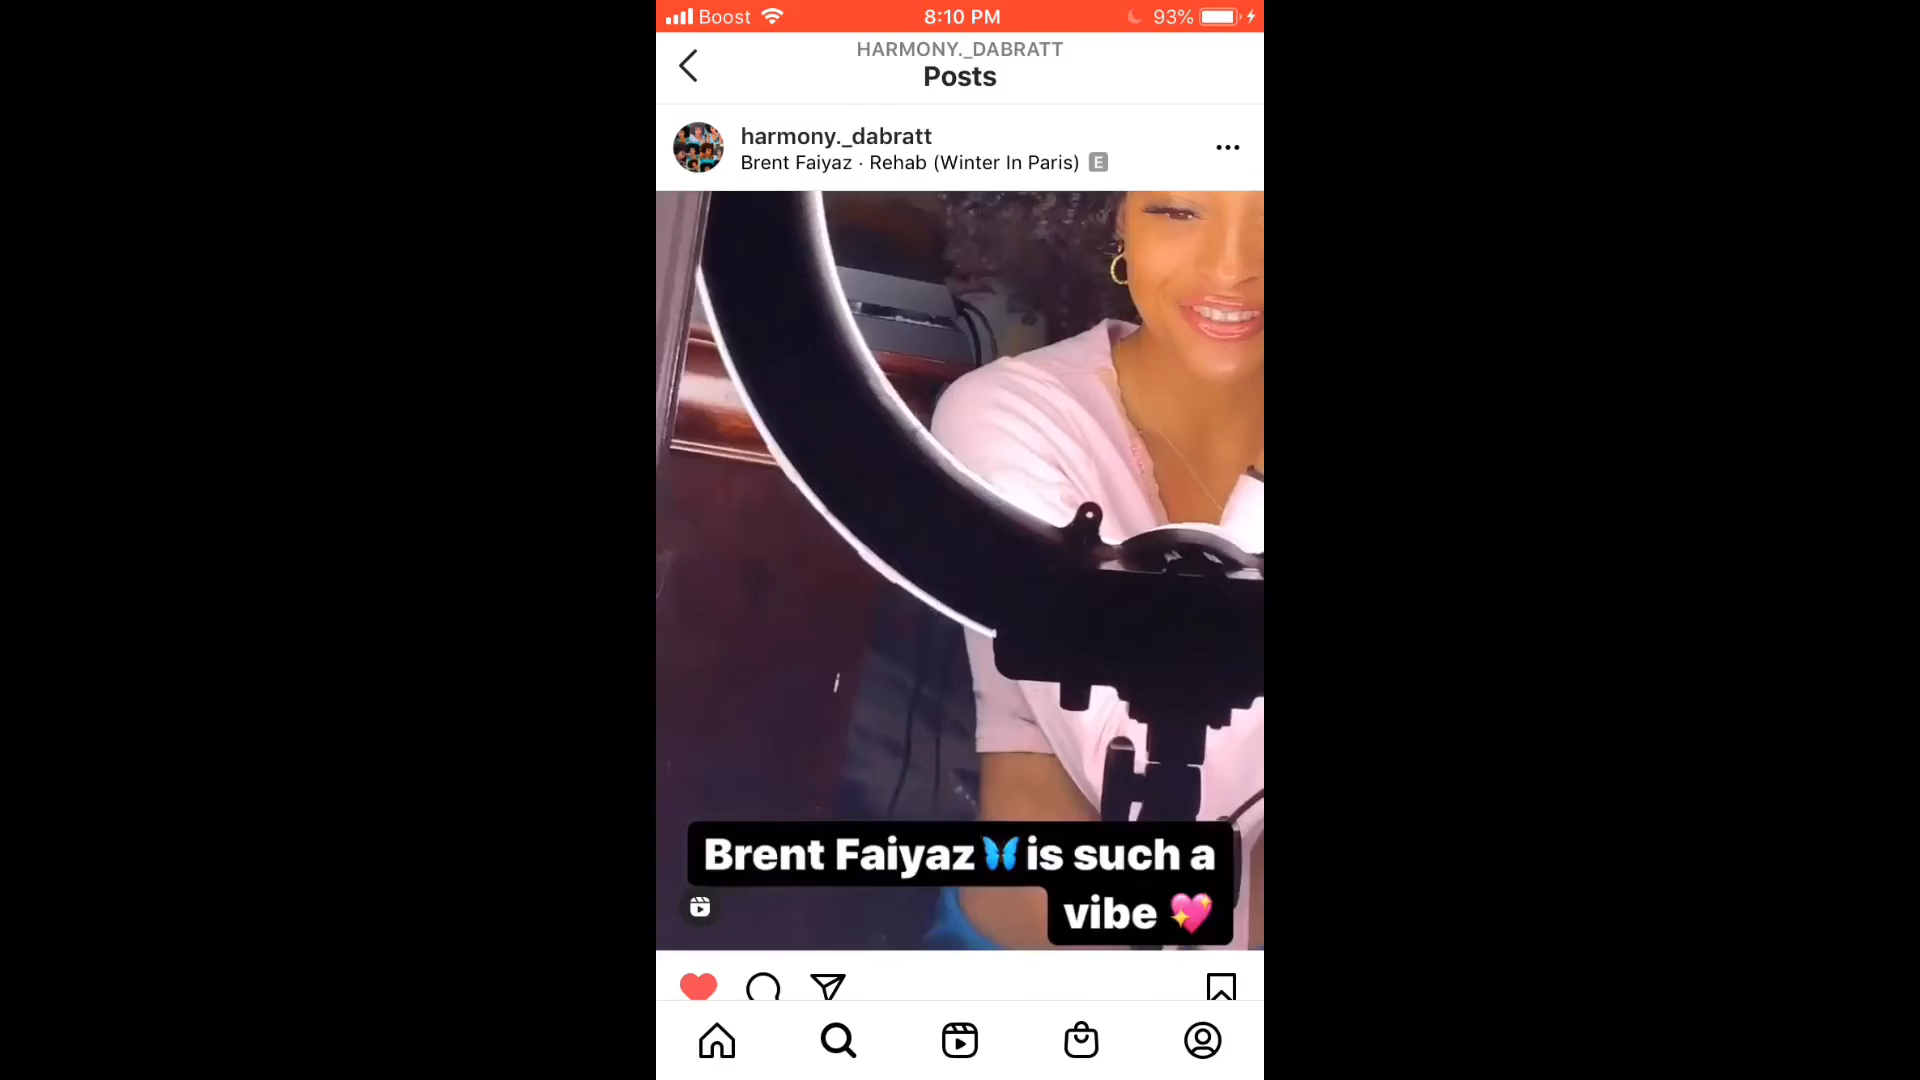 Boost 8:10 PM 93%
HARMONY._DABRATT
Posts
harmony._dabratt
Brent Faiyaz · Rehab (Winter In Paris) E
Brent Faiyaz🦋is such a
vibe 💖